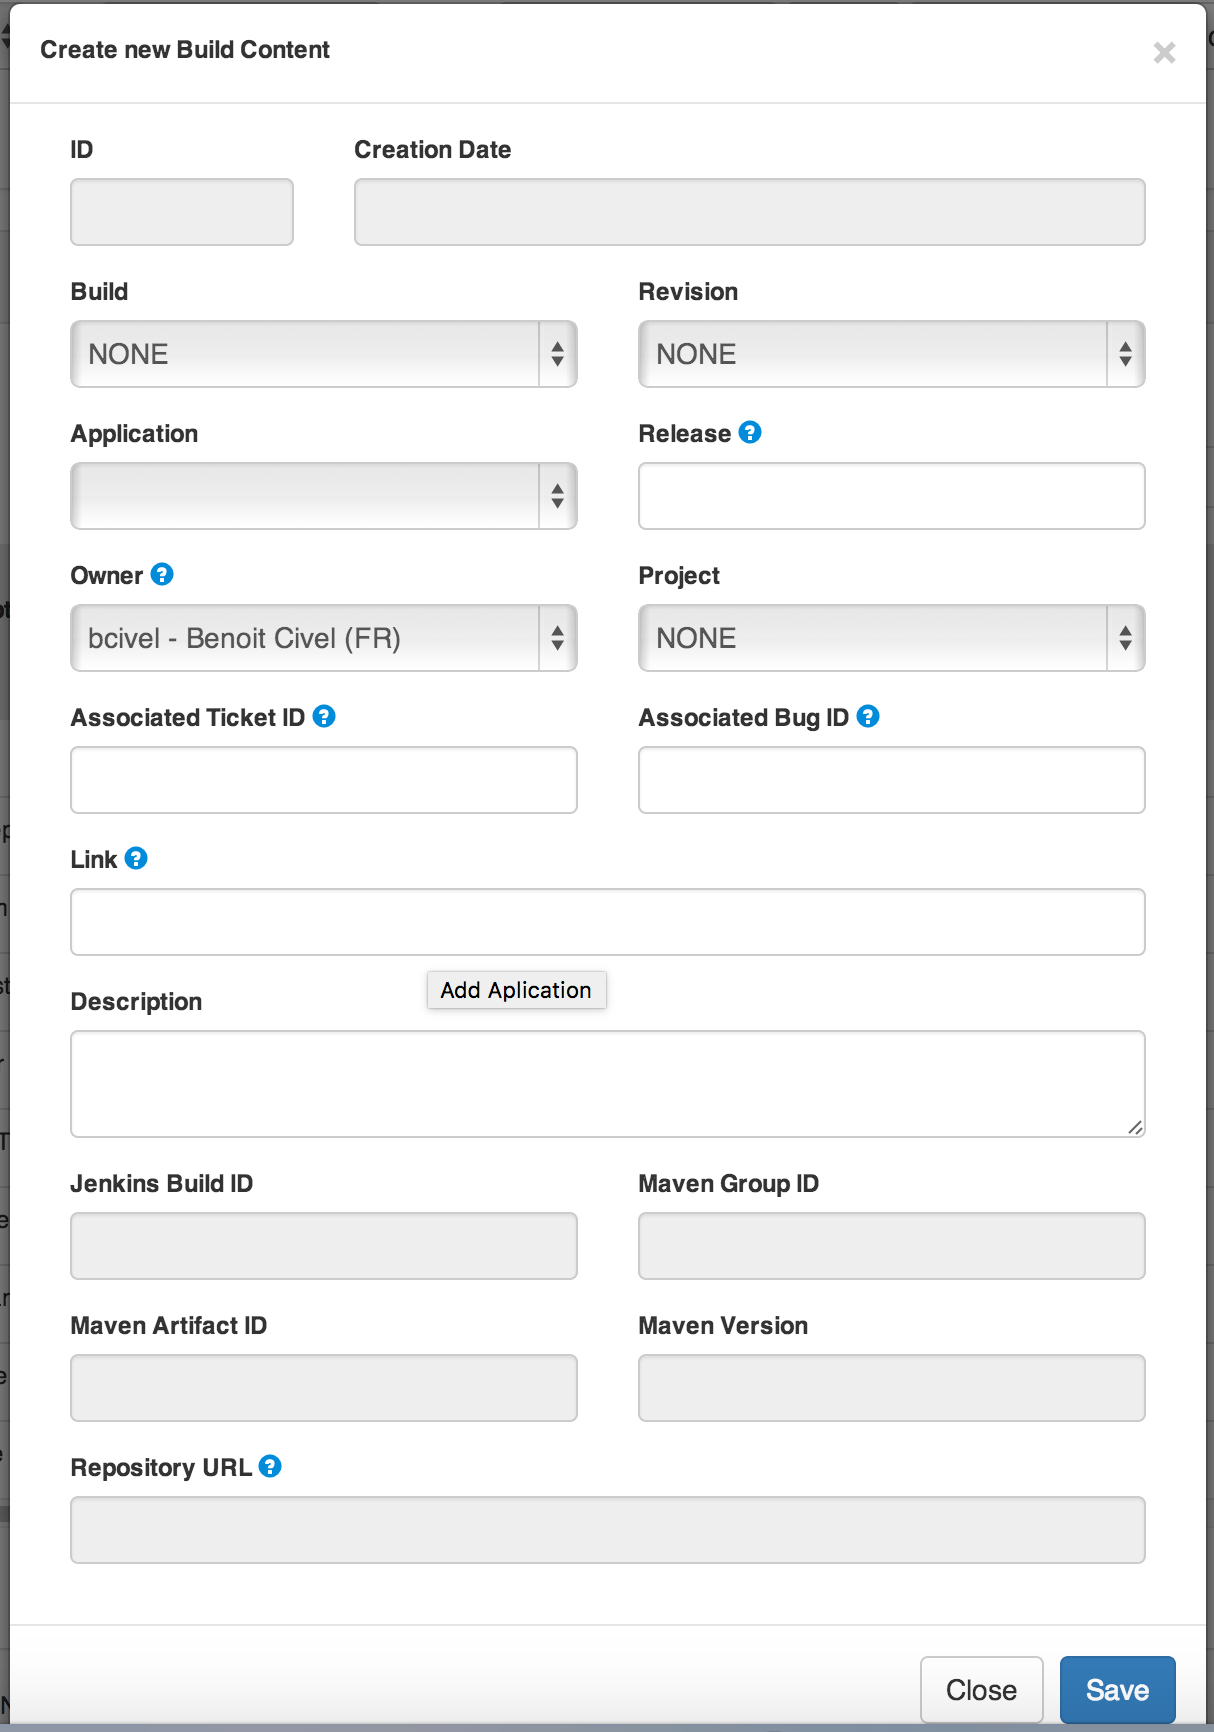 Create new Build Content
×
ID Creation Date
Build Revision
NONE NONE
Application Release ?
Owner ? Project
bcivel - Benoit Civel (FR) NONE
Associated Ticket ID ? Associated Bug ID ?
Link ?
Add Aplication
Description
Jenkins Build ID Maven Group ID
Maven Artifact ID Maven Version
Repository URL ?
Close Save